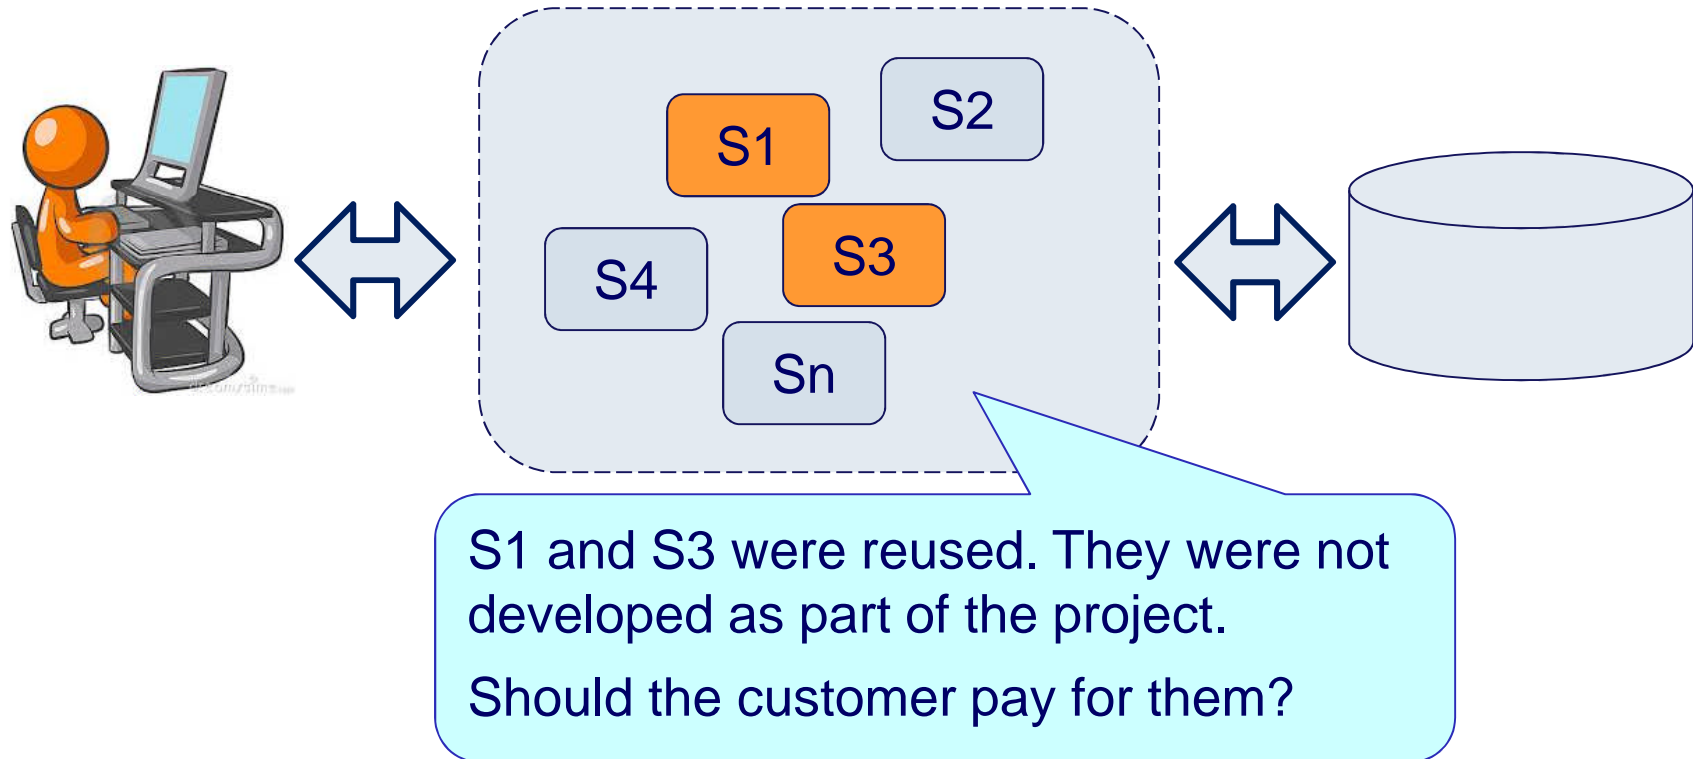 S2
S1
S3
S4
Sn
S1 and S3 were reused. They were not
developed as part of the project.
Should the customer pay for them?